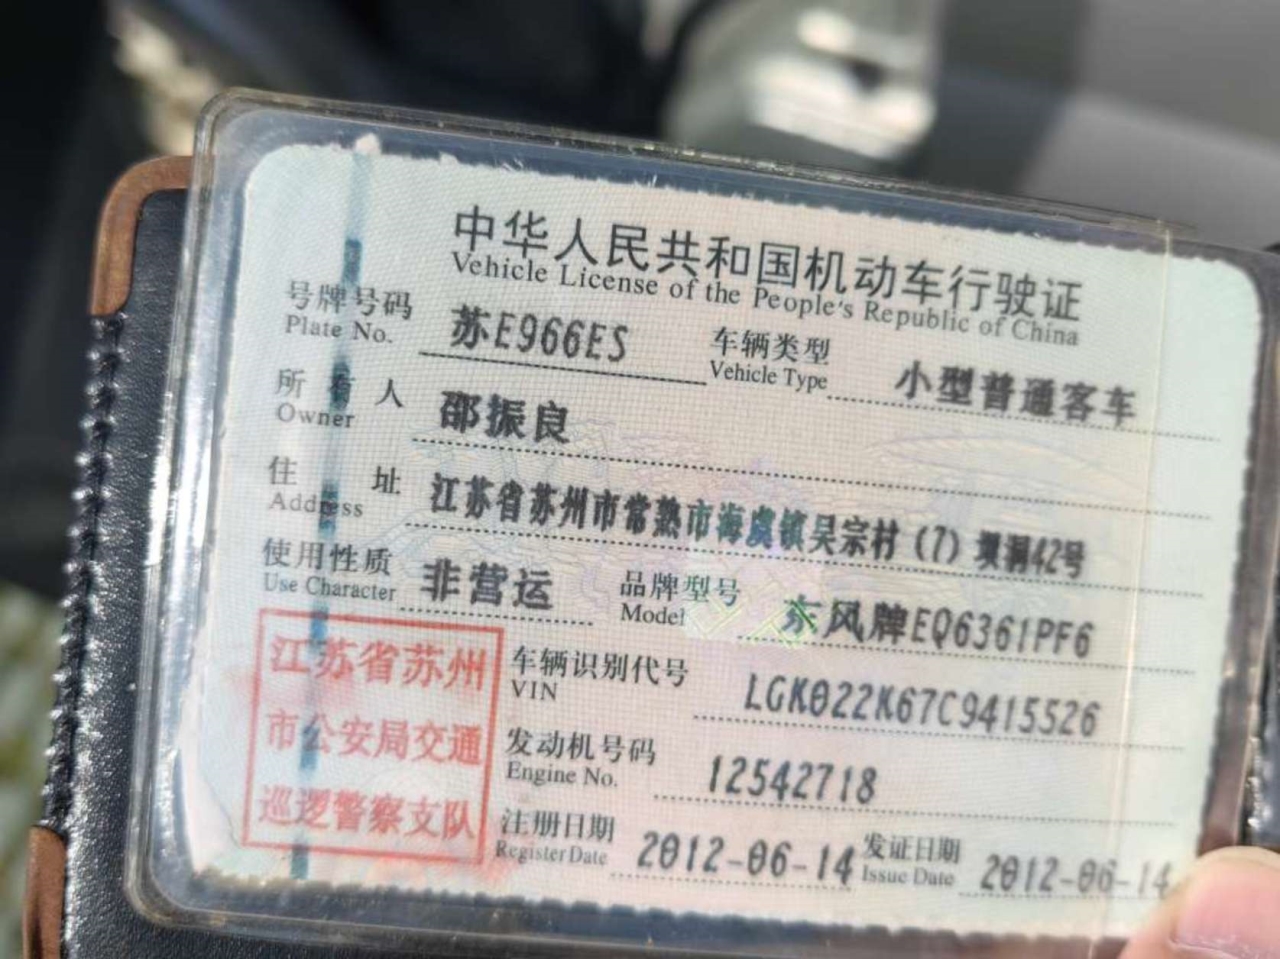 中华人民共和国机动车行驶证
Vehicle License of the People's Republic of China
号牌号码 苏E966ES 车辆类型 小型普通客车
Plate No. Vehicle Type
所有人 邵振良
Owner
住址 江苏省苏州市常熟市海虞镇吴宗村(7)坝洞42号
Address
使用性质 非营运 品牌型号 东风牌EQ6361PF6
Use Character Model
江苏省苏州
市公安局交通
巡逻警察支队
车辆识别代号 LGK022K67C9415526
VIN
发动机号码 12542718
Engine No.
注册日期 2012-06-14 发证日期 2012-06-14
Register Date Issue Date